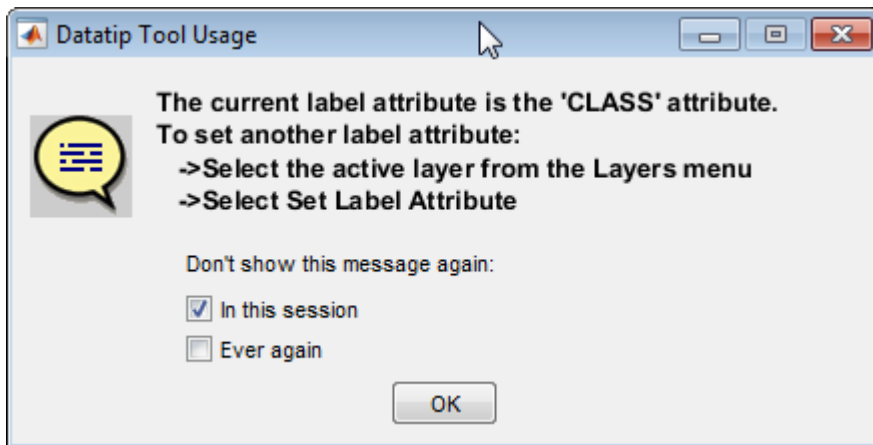 Datatip Tool Usage
The current label attribute is the 'CLASS' attribute.
To set another label attribute:
->Select the active layer from the Layers menu
->Select Set Label Attribute
Don't show this message again:
In this session
Ever again
OK